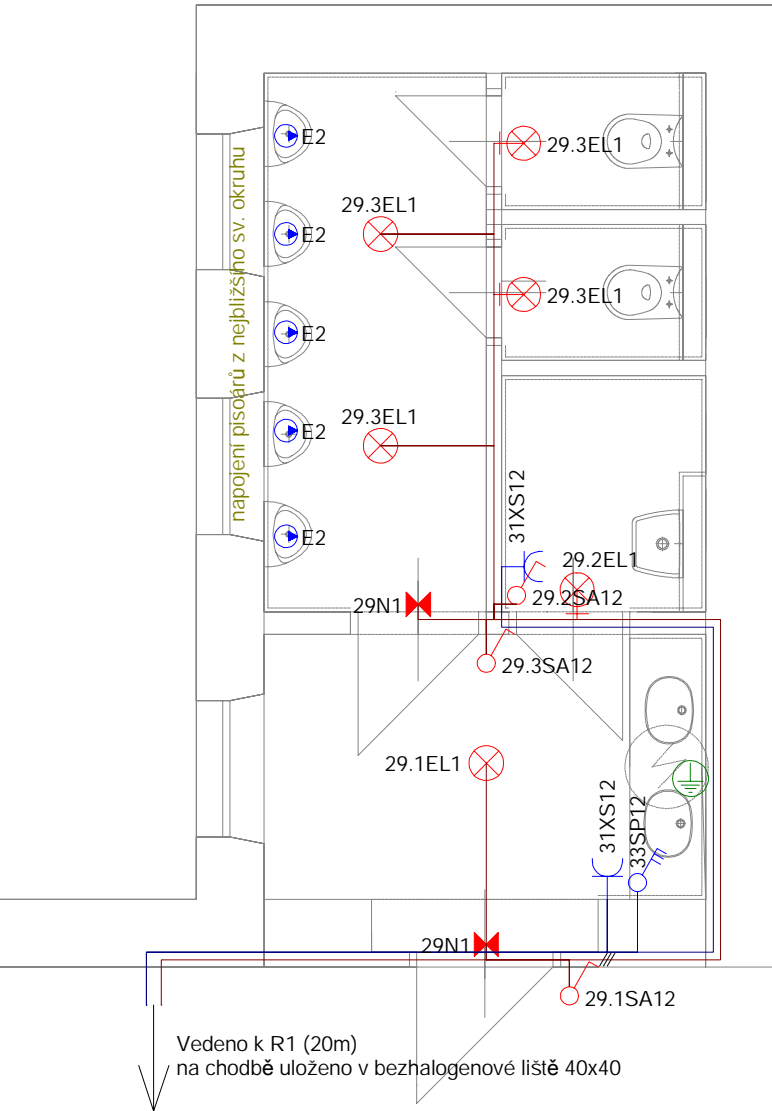 E2
29.3EL1
29.3EL1
E2
29.3EL1
E2
29.3EL1
E2
E2
napojení pisoárů z nejbližšího sv. okruhu
31XS12
29.2EL1
29N1
29.2SA12
29.3SA12
29.1EL1
31XS12
33SP12
29N1
29.1SA12
Vedeno k R1 (20m)
na chodbě uloženo v bezhalogenové liště 40x40